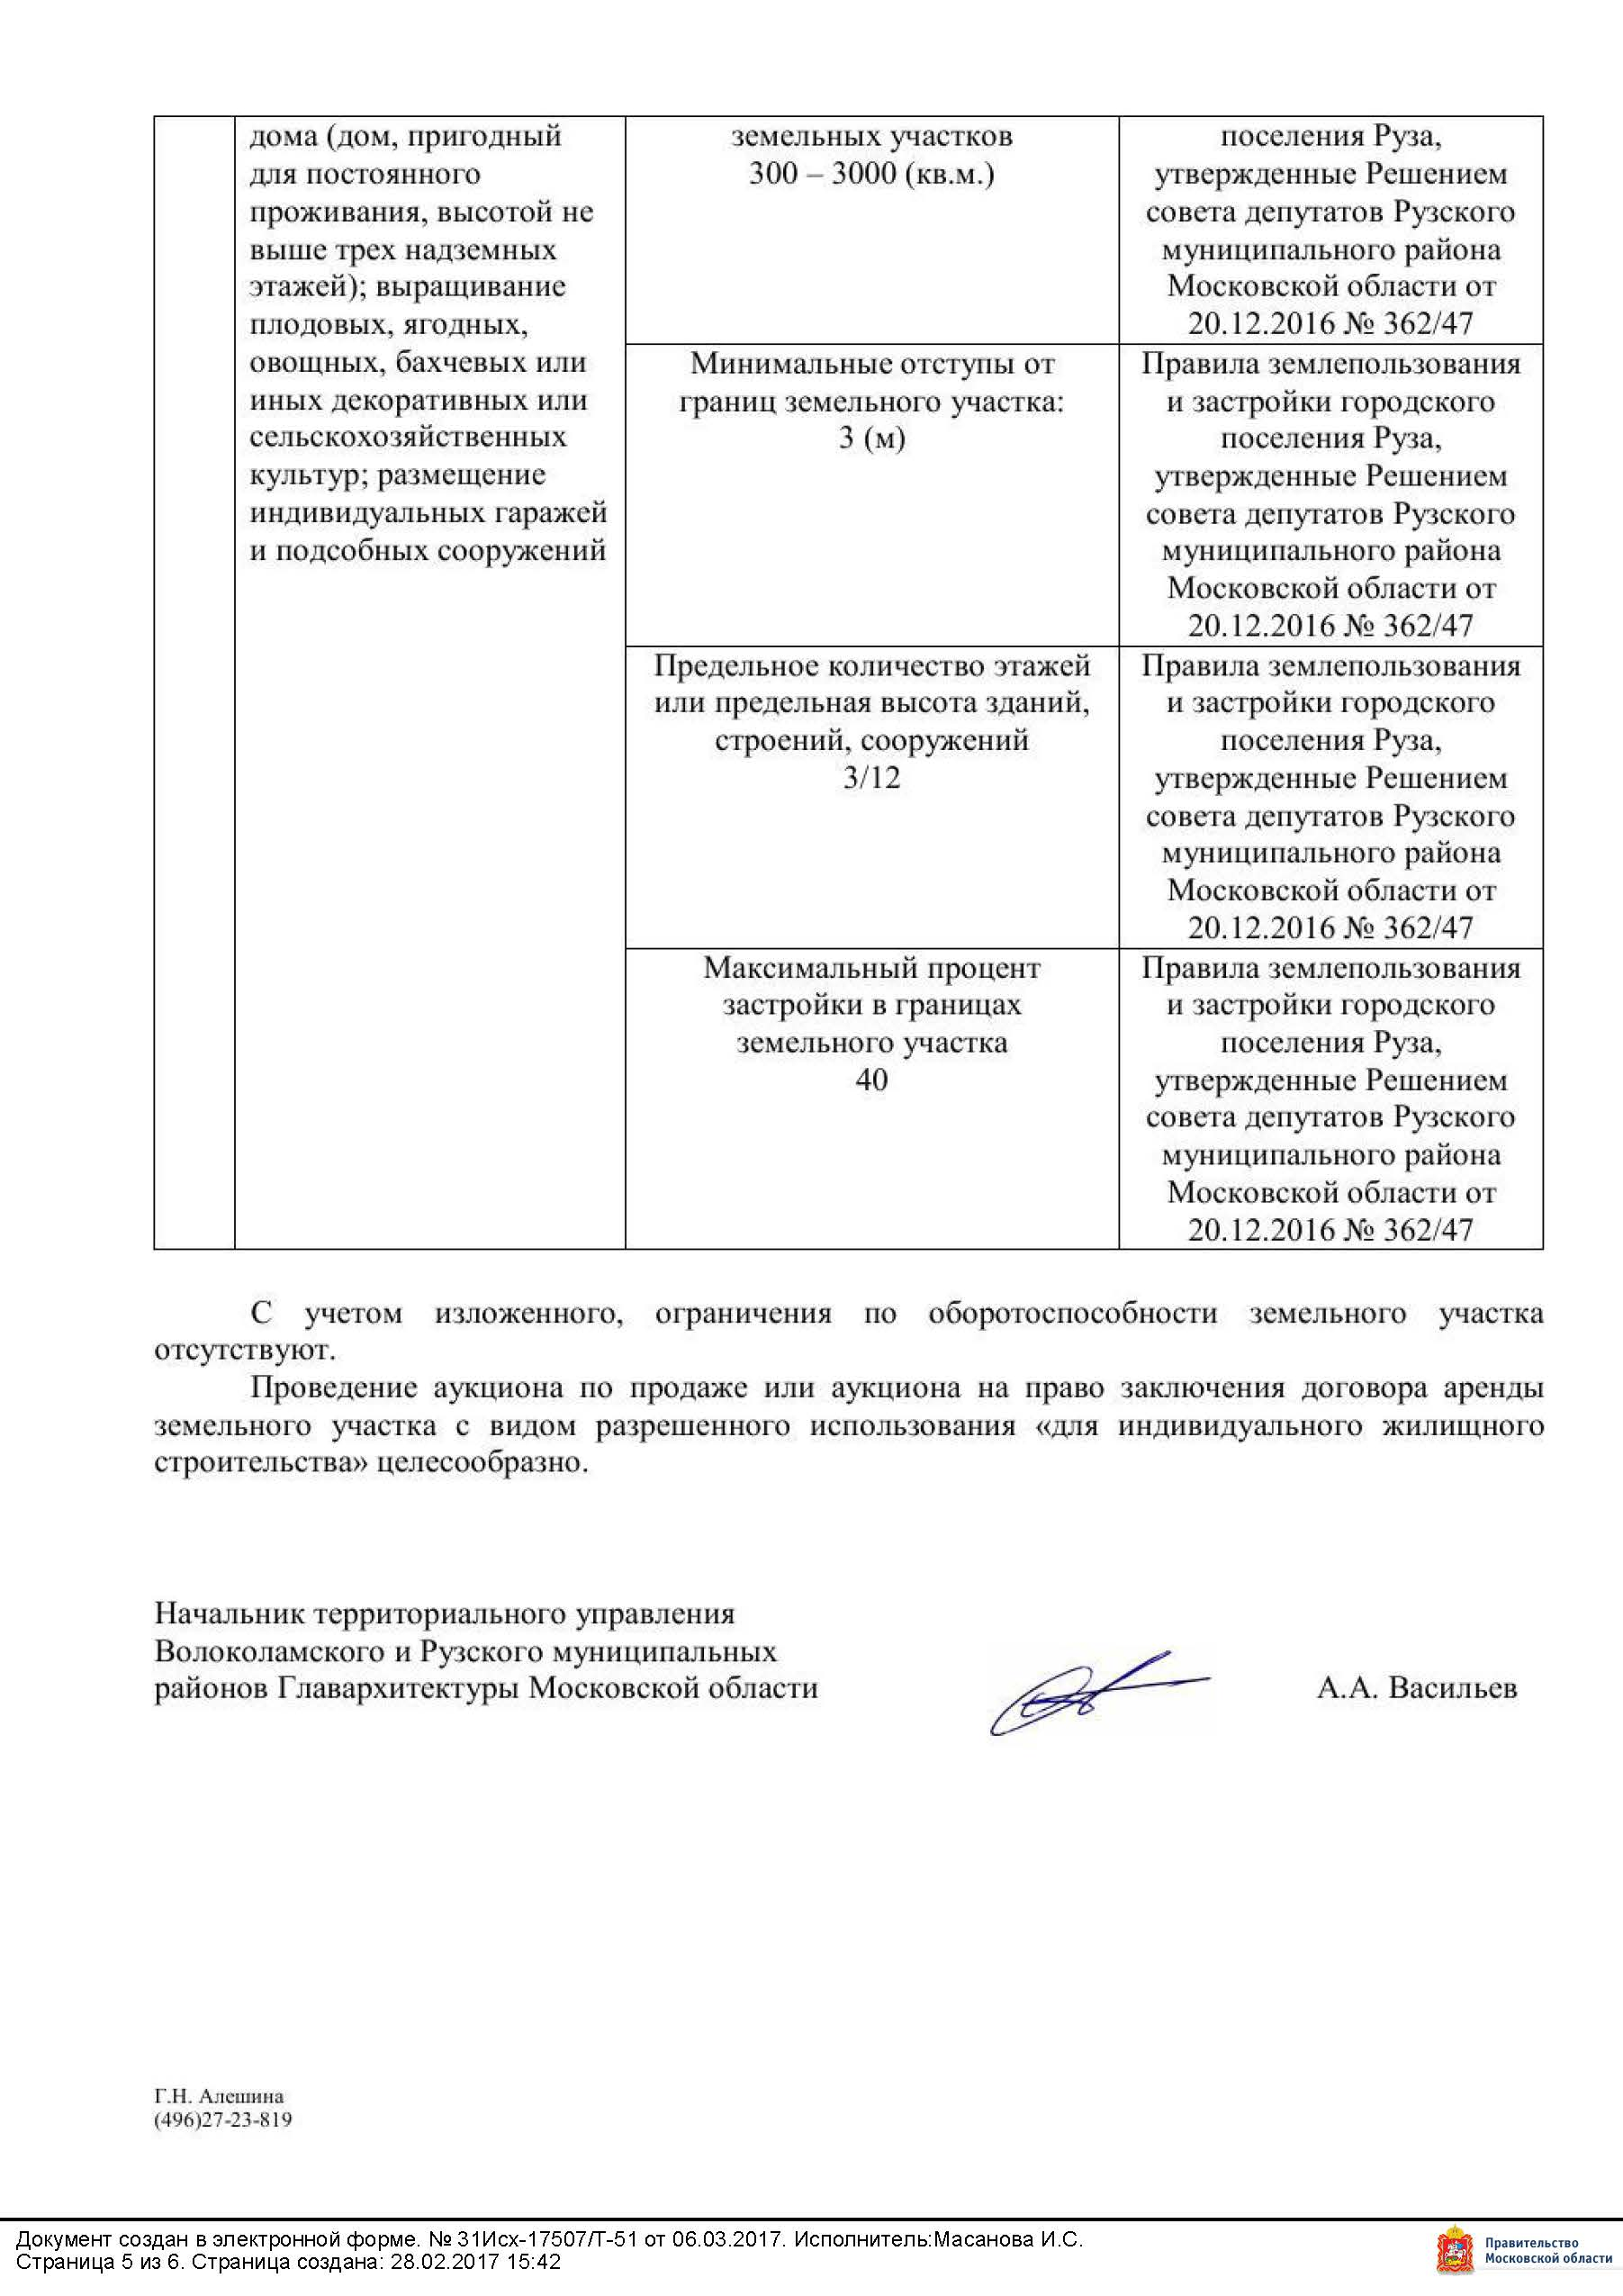 дома (дом, пригодный
для постоянного
проживания, высотой не
выше трех надземных
этажей); выращивание
плодовых, ягодных,
овощных, бахчевых или
иных декоративных или
сельскохозяйственных
культур; размещение
индивидуальных гаражей
и подсобных сооружений
земельных участков
300 – 3000 (кв.м.)
поселения Руза,
утвержденные Решением
совета депутатов Рузского
муниципального района
Московской области от
20.12.2016 № 362/47
Минимальные отступы от
границ земельного участка:
3 (м)
Правила землепользования
и застройки городского
поселения Руза,
утвержденные Решением
совета депутатов Рузского
муниципального района
Московской области от
20.12.2016 № 362/47
Предельное количество этажей
или предельная высота зданий,
строений, сооружений
3/12
Правила землепользования
и застройки городского
поселения Руза,
утвержденные Решением
совета депутатов Рузского
муниципального района
Московской области от
20.12.2016 № 362/47
Максимальный процент
застройки в границах
земельного участка
40
Правила землепользования
и застройки городского
поселения Руза,
утвержденные Решением
совета депутатов Рузского
муниципального района
Московской области от
20.12.2016 № 362/47
С учетом изложенного, ограничения по оборотоспособности земельного участка
отсутствуют.
Проведение аукциона по продаже или аукциона на право заключения договора аренды
земельного участка с видом разрешенного использования «для индивидуального жилищного
строительства» целесообразно.
Начальник территориального управления
Волоколамского и Рузского муниципальных
районов Главархитектуры Московской области
А.А. Васильев
Г.Н. Алешина
(496)27-23-819
Документ создан в электронной форме. № 31Исх-17507/Т-51 от 06.03.2017. Исполнитель:Масанова И.С.
Страница 5 из 6. Страница создана: 28.02.2017 15:42
Правительство
Московской области